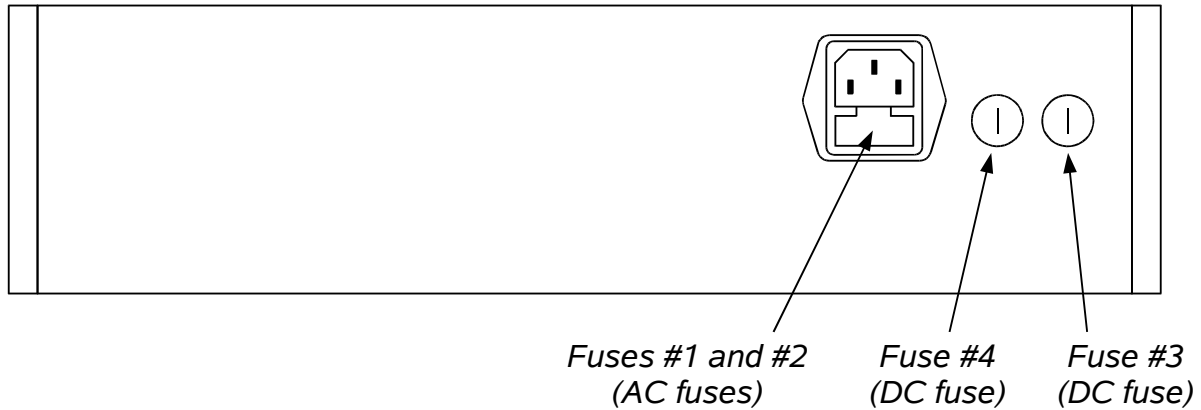 Fuses #1 and #2
(AC fuses)
Fuse #4
(DC fuse)
Fuse #3
(DC fuse)